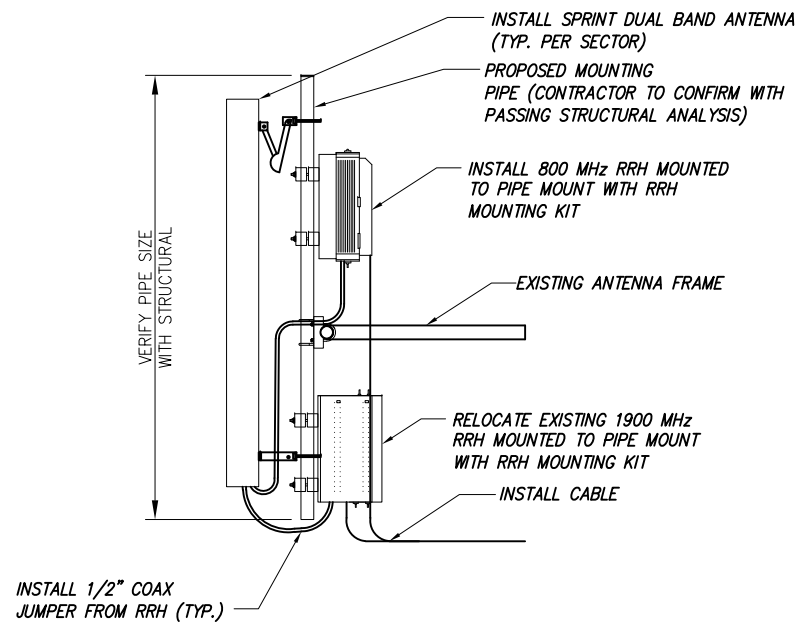 INSTALL SPRINT DUAL BAND ANTENNA
(TYP. PER SECTOR)
PROPOSED MOUNTING
PIPE (CONTRACTOR TO CONFIRM WITH
PASSING STRUCTURAL ANALYSIS)
INSTALL 800 MHz RRH MOUNTED
TO PIPE MOUNT WITH RRH
MOUNTING KIT
VERIFY PIPE SIZE
WITH STRUCTURAL
EXISTING ANTENNA FRAME
RELOCATE EXISTING 1900 MHz
RRH MOUNTED TO PIPE MOUNT
WITH RRH MOUNTING KIT
INSTALL CABLE
INSTALL 1/2" COAX
JUMPER FROM RRH (TYP.)